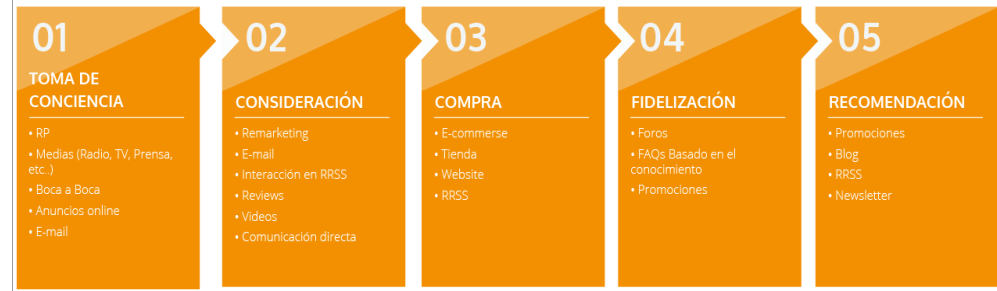 01
TOMA DE
CONCIENCIA
• RP
• Medias (Radio, TV, Prensa,
etc..)
• Boca a Boca
• Anuncios online
• E-mail
02
CONSIDERACIÓN
• Remarketing
• E-mail
• Interacción en RRSS
• Reviews
• Videos
• Comunicación directa
03
COMPRA
• E-commerse
• Tienda
• Website
• RRSS
04
FIDELIZACIÓN
• Foros
• FAQs Basado en el
conocimiento
• Promociones
05
RECOMENDACIÓN
• Promociones
• Blog
• RRSS
• Newsletter